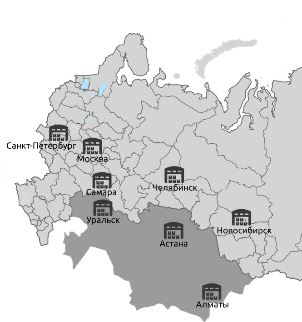 Санкт-Петербург
Москва
Самара
Челябинск
Уральск
Астана
Новосибирск
Алматы